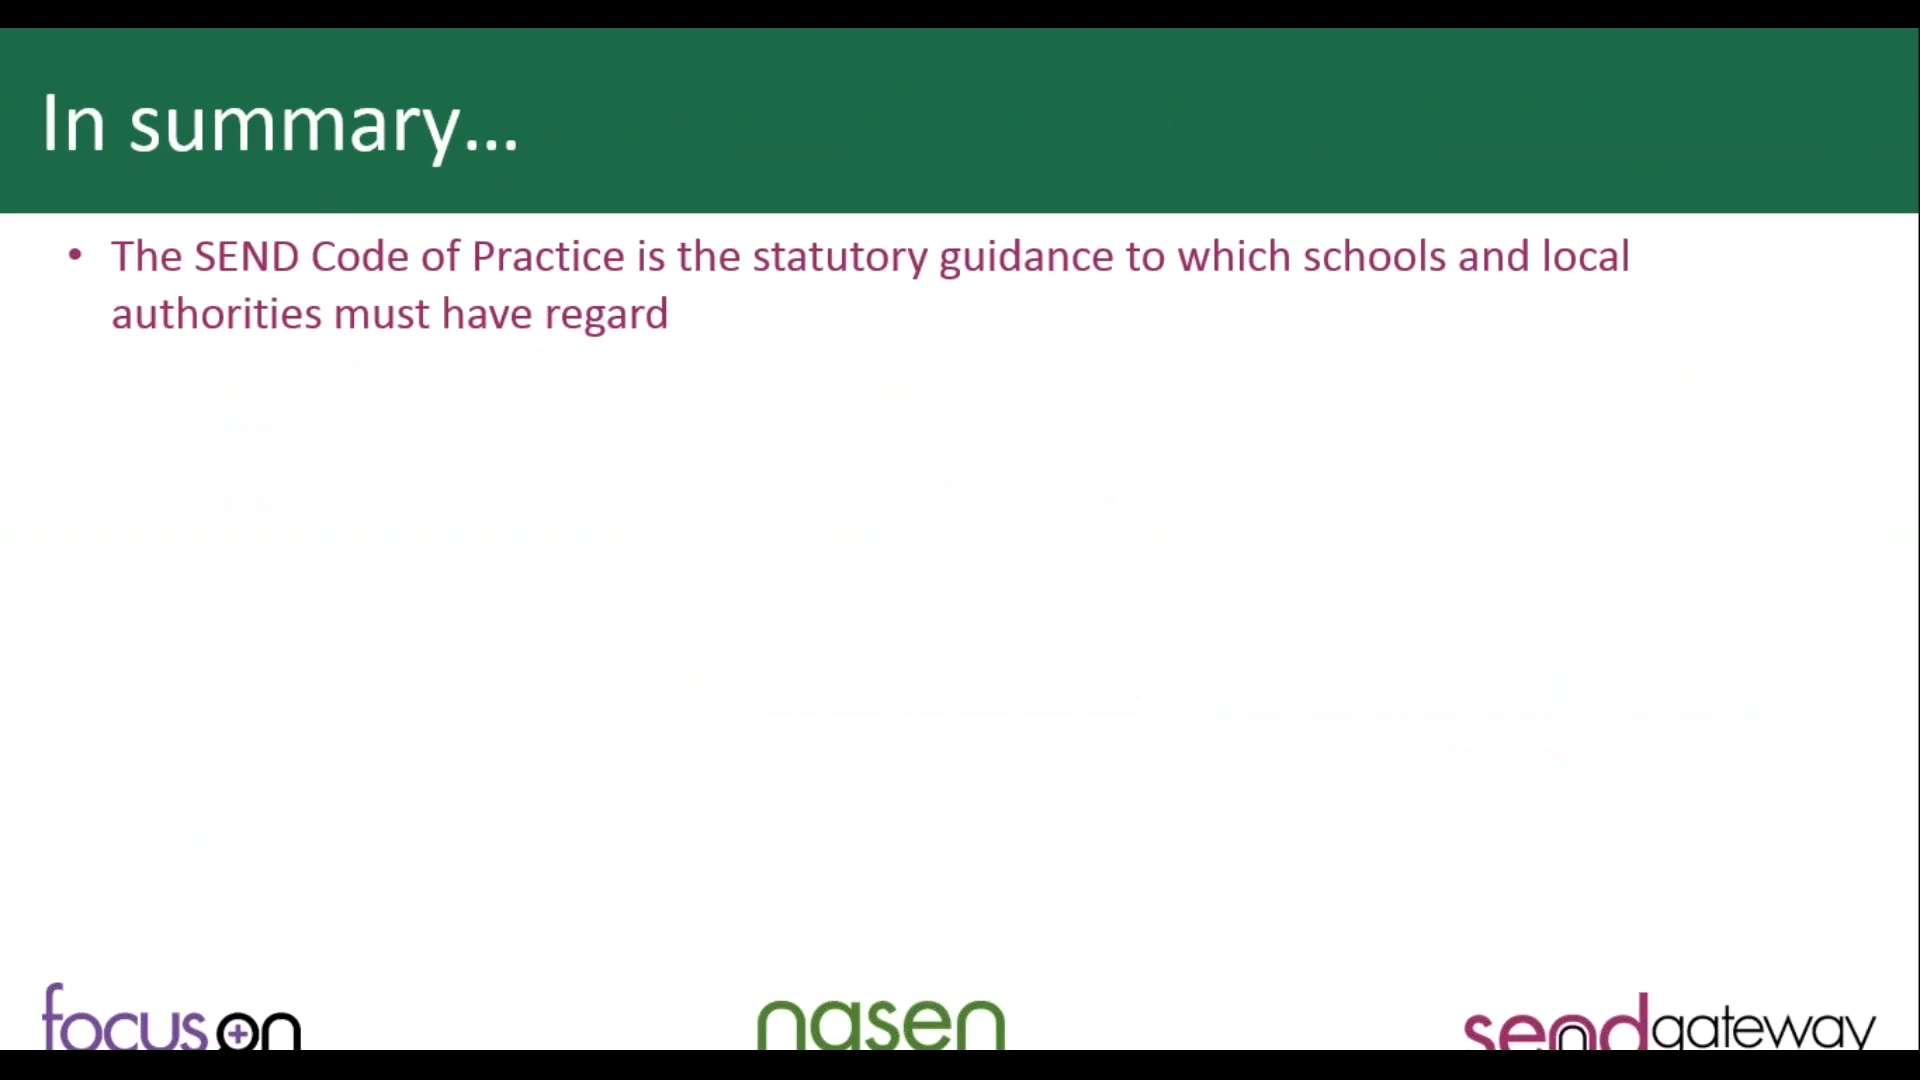 In summary...
• The SEND Code of Practice is the statutory guidance to which schools and local
authorities must have regard
focus on
nasen
sendgateway